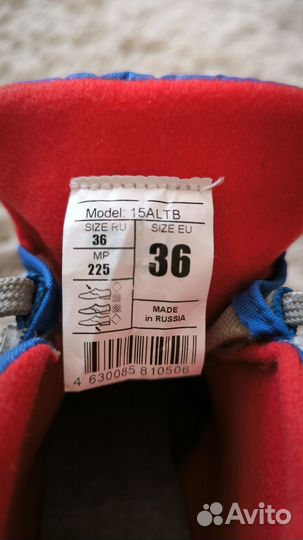 Model: 15ALTB
SIZE RU
36
MP
225
SIZE EU
36
MADE
in RUSSIA
4 630085 810506
Avito